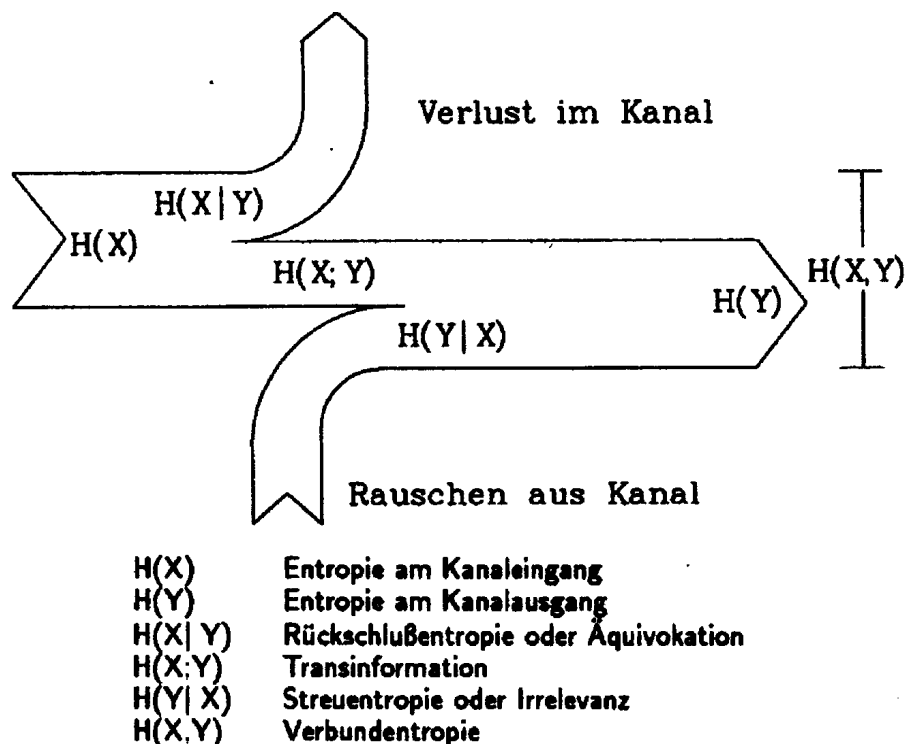 Verlust im Kanal
H(X|Y)
H(X)
H(X; Y)
H(Y)
H(X,Y)
H(Y|X)
Rauschen aus Kanal
H(X) Entropie am Kanaleingang
H(Y) Entropie am Kanalausgang
H(X|Y) Rückschlußentropie oder Äquivokation
H(X;Y) Transinformation
H(Y|X) Streuentropie oder Irrelevanz
H(X,Y) Verbundentropie